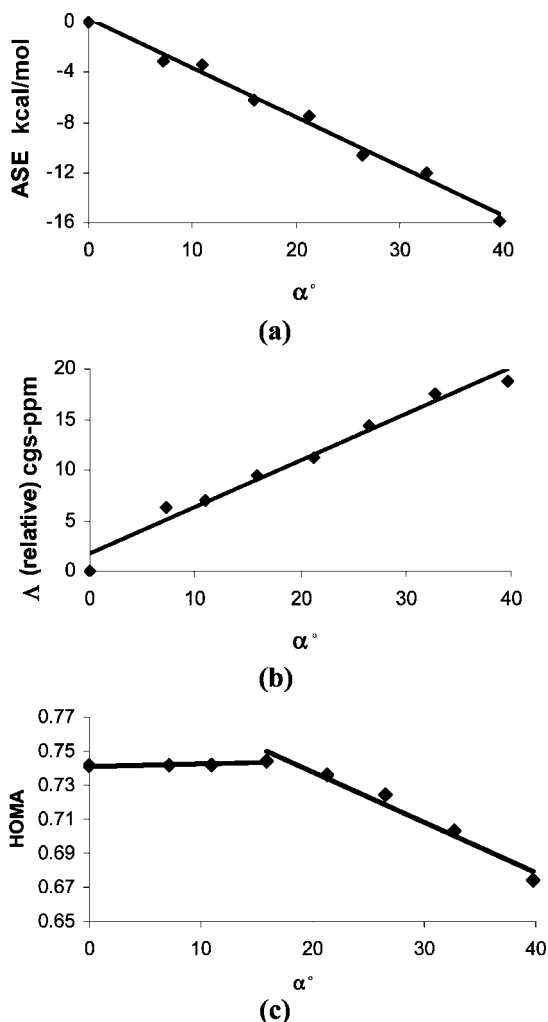 ASE kcal/mol
0
-4
-8
-12
-16
0 10 20 30 40
α°
(a)
Λ (relative) cgs-ppm
20
15
10
5
0
0 10 20 30 40
α°
(b)
HOMA
0.77
0.75
0.73
0.71
0.69
0.67
0.65
0 10 20 30 40
α°
(c)